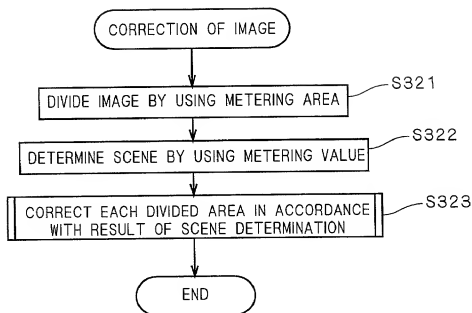 CORRECTION OF IMAGE
DIVIDE IMAGE BY USING METERING AREA
S321
DETERMINE SCENE BY USING METERING VALUE
S322
CORRECT EACH DIVIDED AREA IN ACCORDANCE
WITH RESULT OF SCENE DETERMINATION
S323
END